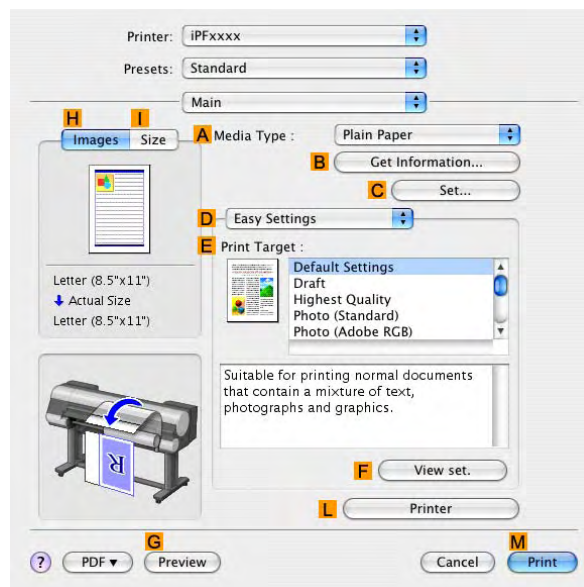 Printer: iPFxxxx
Presets: Standard
Main
H I
Images Size
A Media Type : Plain Paper
B Get Information...
C Set...
D Easy Settings
E Print Target :
Default Settings
Draft
Highest Quality
Photo (Standard)
Photo (Adobe RGB)
Letter (8.5"x11")
Actual Size
Letter (8.5"x11")
Suitable for printing normal documents
that contain a mixture of text,
photographs and graphics.
R
F View set.
L Printer
G M
? PDF▼ Preview Cancel Print